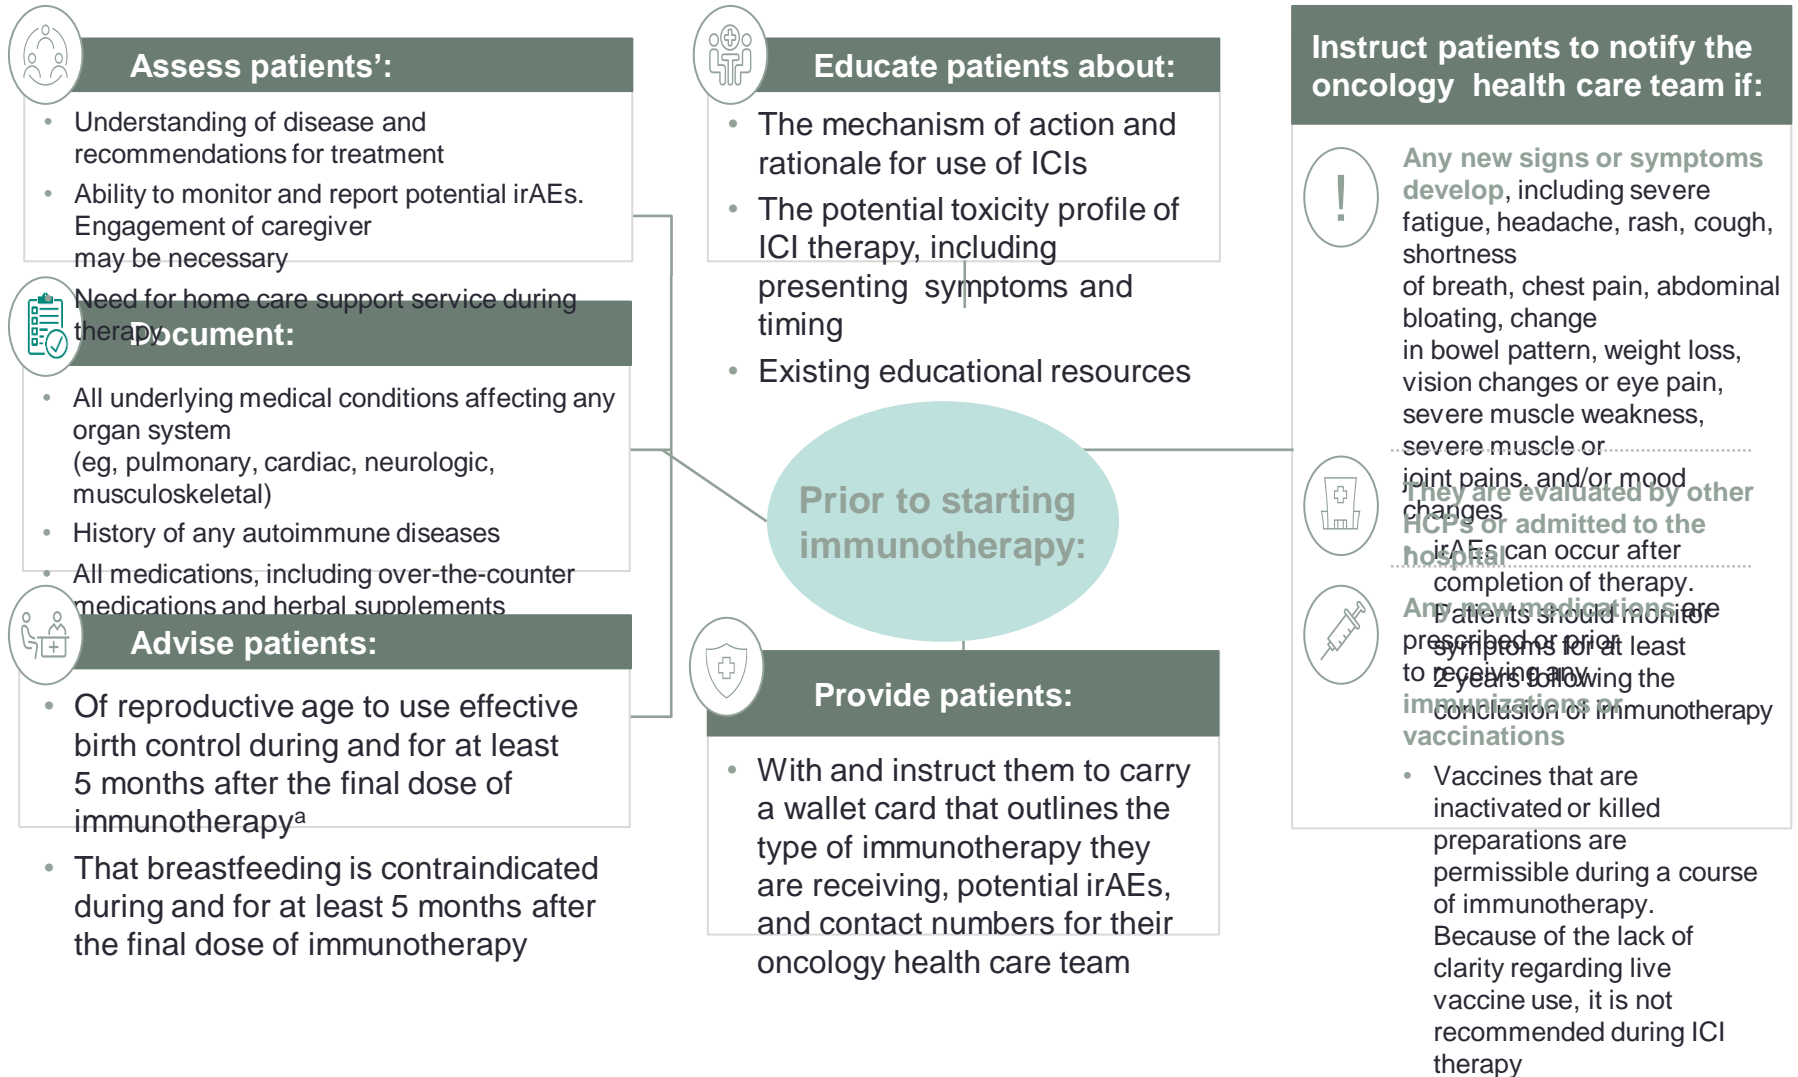 Assess patients’:
• Understanding of disease and
recommendations for treatment
• Ability to monitor and report potential irAEs.
Engagement of caregiver
may be necessary
Need for home care support service during
therapy
Document:
• All underlying medical conditions affecting any
organ system
(eg, pulmonary, cardiac, neurologic,
musculoskeletal)
• History of any autoimmune diseases
• All medications, including over-the-counter
medications and herbal supplements
Advise patients:
• Of reproductive age to use effective
birth control during and for at least
5 months after the final dose of
immunotherapyᵃ
• That breastfeeding is contraindicated
during and for at least 5 months after
the final dose of immunotherapy
Educate patients about:
• The mechanism of action and
rationale for use of ICIs
• The potential toxicity profile of
ICI therapy, including
presenting symptoms and
timing
• Existing educational resources
Prior to starting
immunotherapy:
Provide patients:
• With and instruct them to carry
a wallet card that outlines the
type of immunotherapy they
are receiving, potential irAEs,
and contact numbers for their
oncology health care team
Instruct patients to notify the
oncology health care team if:
!
Any new signs or symptoms
develop, including severe
fatigue, headache, rash, cough,
shortness
of breath, chest pain, abdominal
bloating, change
in bowel pattern, weight loss,
vision changes or eye pain,
severe muscle weakness,
severe muscle or
joint pains, and/or mood
changes
• irAEs can occur after
completion of therapy.
Patients should monitor
symptoms for at least
2 years following the
conclusion of immunotherapy
They are evaluated by other
HCPs or admitted to the
hospital
Any new medications are
prescribed or prior
to receiving any
immunizations or
vaccinations
• Vaccines that are
inactivated or killed
preparations are
permissible during a course
of immunotherapy.
Because of the lack of
clarity regarding live
vaccine use, it is not
recommended during ICI
therapy